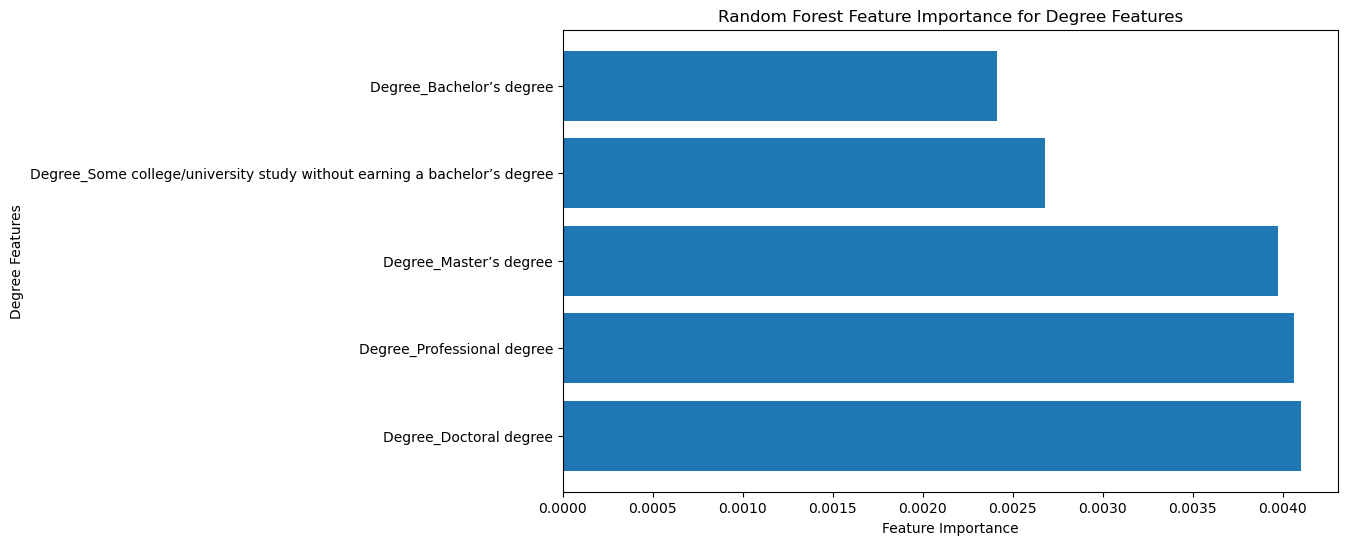 Random Forest Feature Importance for Degree Features
Degree Features
Degree_Bachelor’s degree
Degree_Some college/university study without earning a bachelor’s degree
Degree_Master’s degree
Degree_Professional degree
Degree_Doctoral degree
0.0000 0.0005 0.0010 0.0015 0.0020 0.0025 0.0030 0.0035 0.0040
Feature Importance